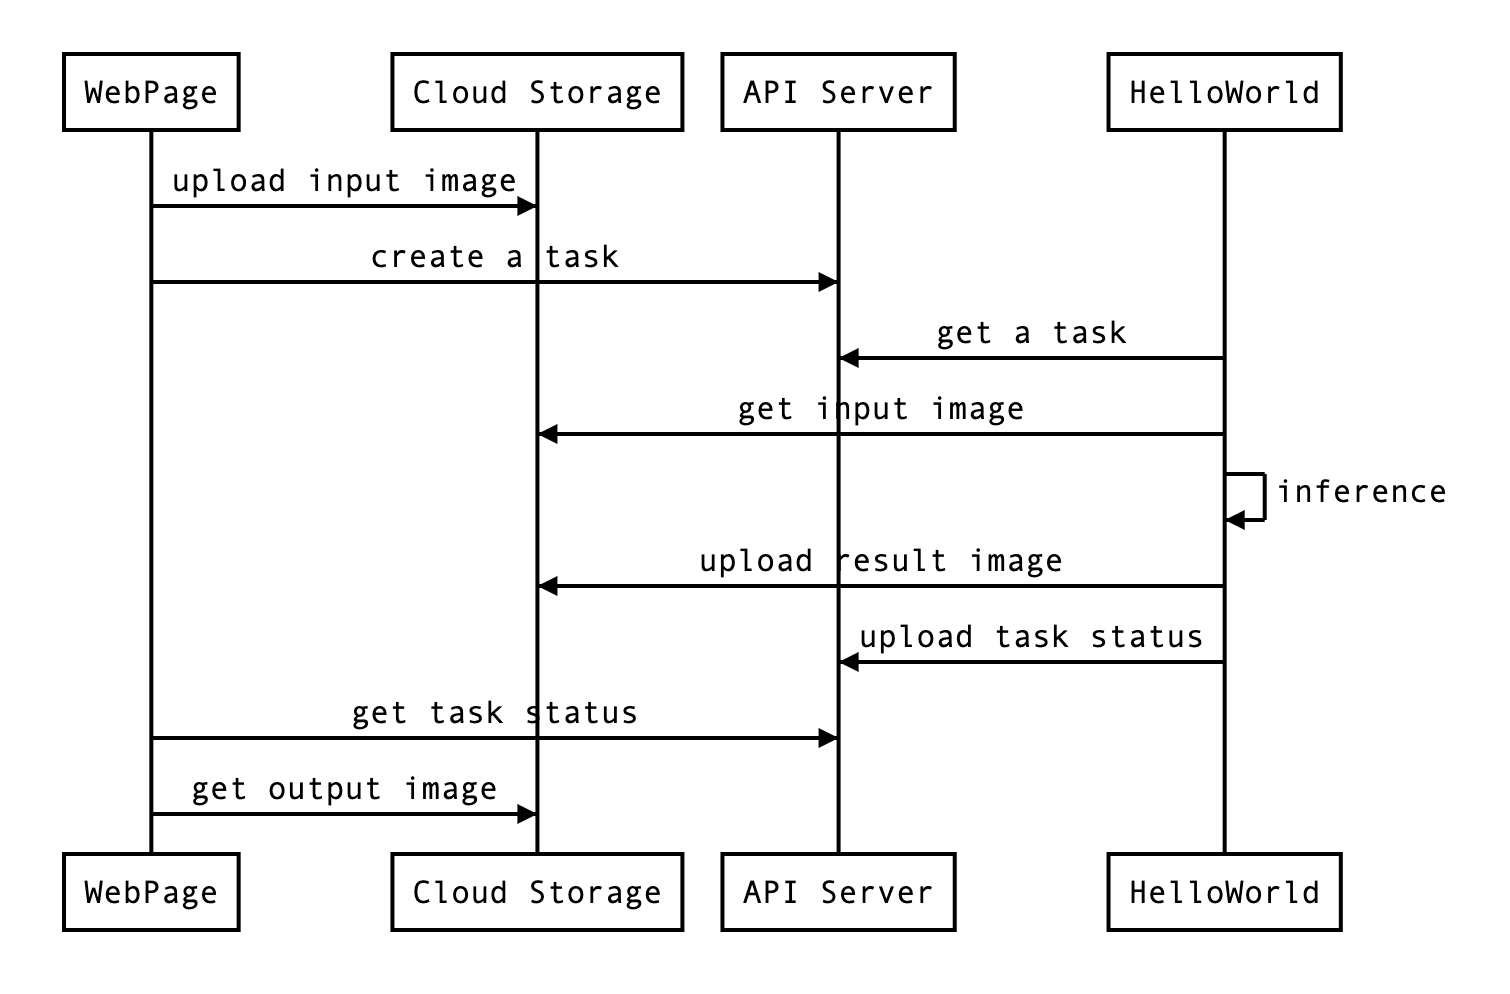 WebPage
Cloud Storage
API Server
HelloWorld
upload input image
create a task
get a task
get input image
inference
upload result image
upload task status
get task status
get output image
WebPage
Cloud Storage
API Server
HelloWorld